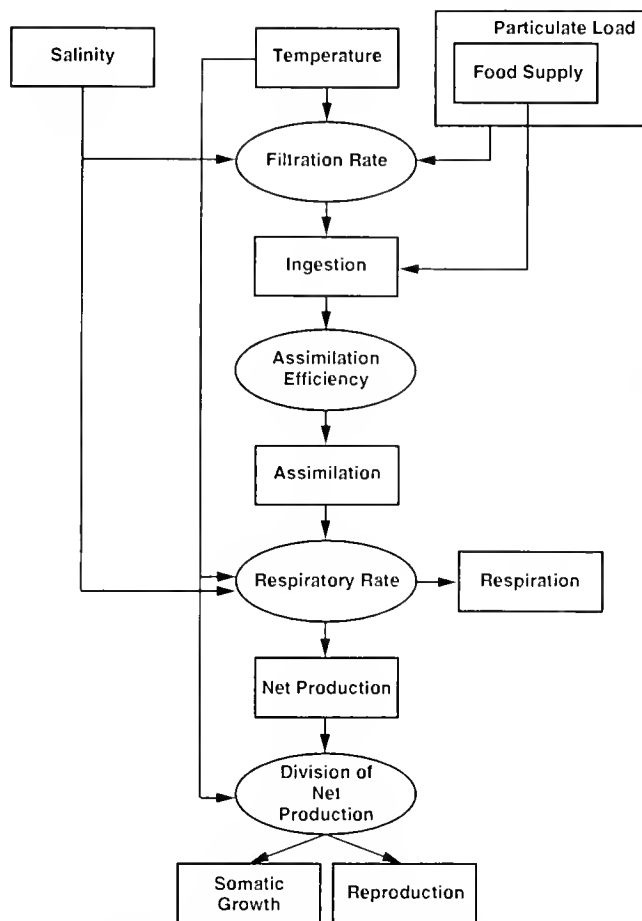 Particulate Load
Salinity
Temperature
Food Supply
Filtration Rate
Ingestion
Assimilation
Efficiency
Assimilation
Respiratory Rate
Respiration
Net Production
Division of
Net
Production
Somatic
Growth
Reproduction